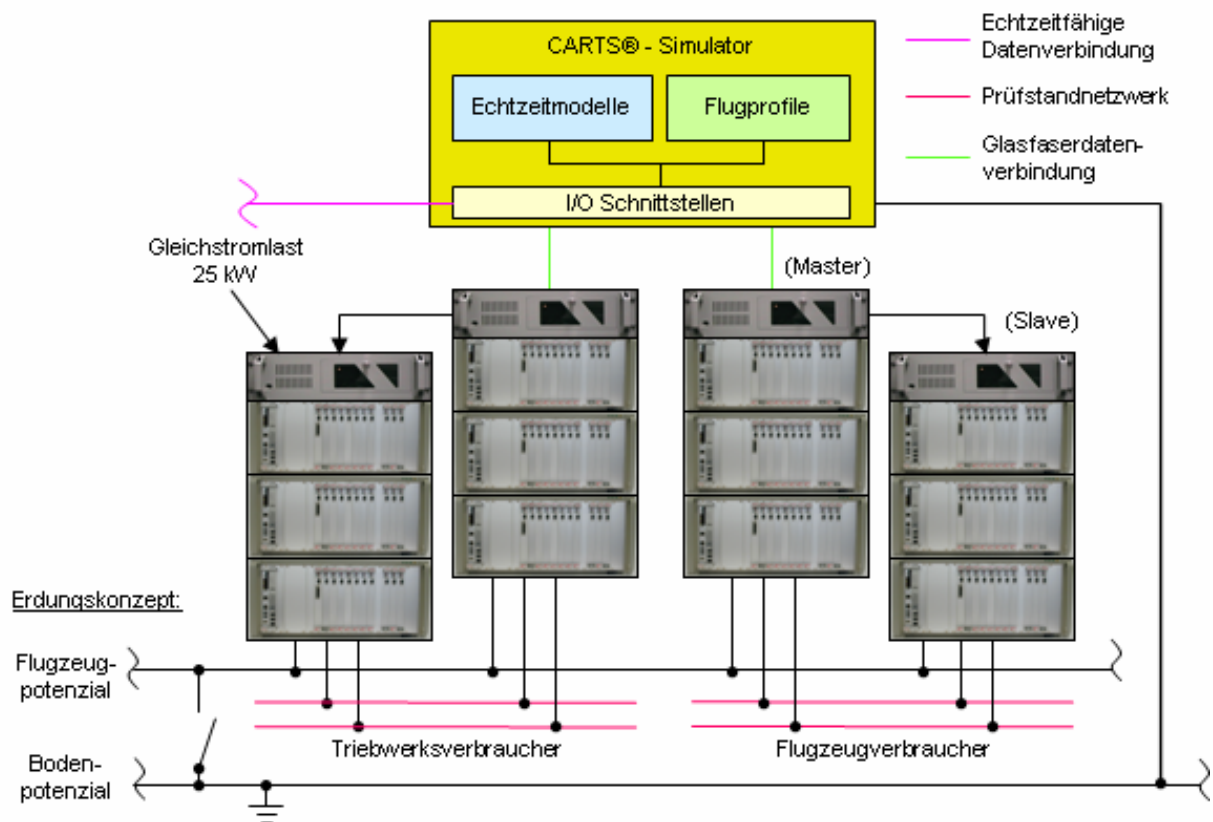 CARTS® - Simulator
Echtzeitmodelle
Flugprofile
I/O Schnittstellen
Echtzeitfähige
Datenverbindung
Prüfstandnetzwerk
Glasfaserdaten-
verbindung
Gleichstromlast
25 kW
(Master)
(Slave)
Erdungskonzept:
Flugzeug-
potenzial
Triebwerksverbraucher
Flugzeugverbraucher
Boden-
potenzial